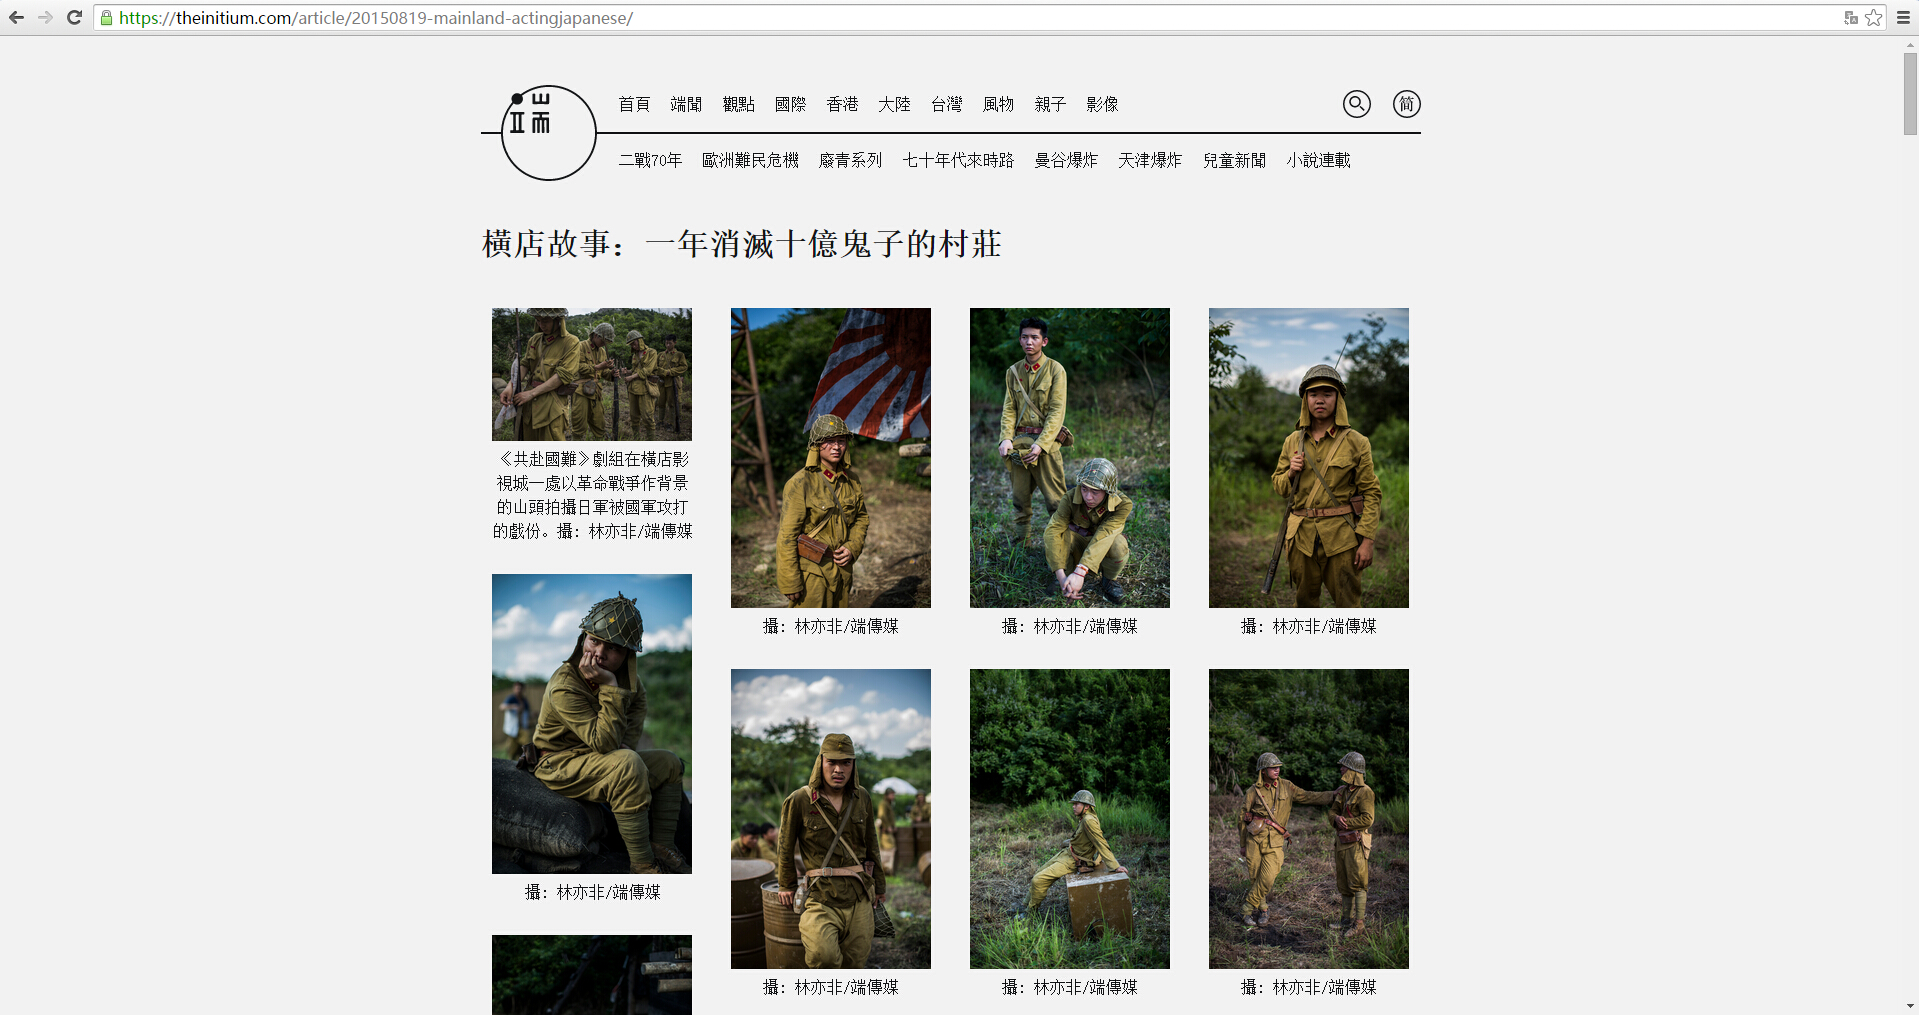 https://theinitium.com/article/20150819-mainland-actingjapanese/
端
首頁 端聞 觀點 國際 香港 大陸 台灣 風物 親子 影像
简
二戰70年 歐洲難民危機 廢青系列 七十年代來時路 曼谷爆炸 天津爆炸 兒童新聞 小說連載
橫店故事：一年消滅十億鬼子的村莊
《共赴國難》劇組在橫店影
視城一處以革命戰爭作背景
的山頭拍攝日軍被國軍攻打
的戲份。攝：林亦非/端傳媒
攝：林亦非/端傳媒
攝：林亦非/端傳媒
攝：林亦非/端傳媒
攝：林亦非/端傳媒
攝：林亦非/端傳媒
攝：林亦非/端傳媒
攝：林亦非/端傳媒